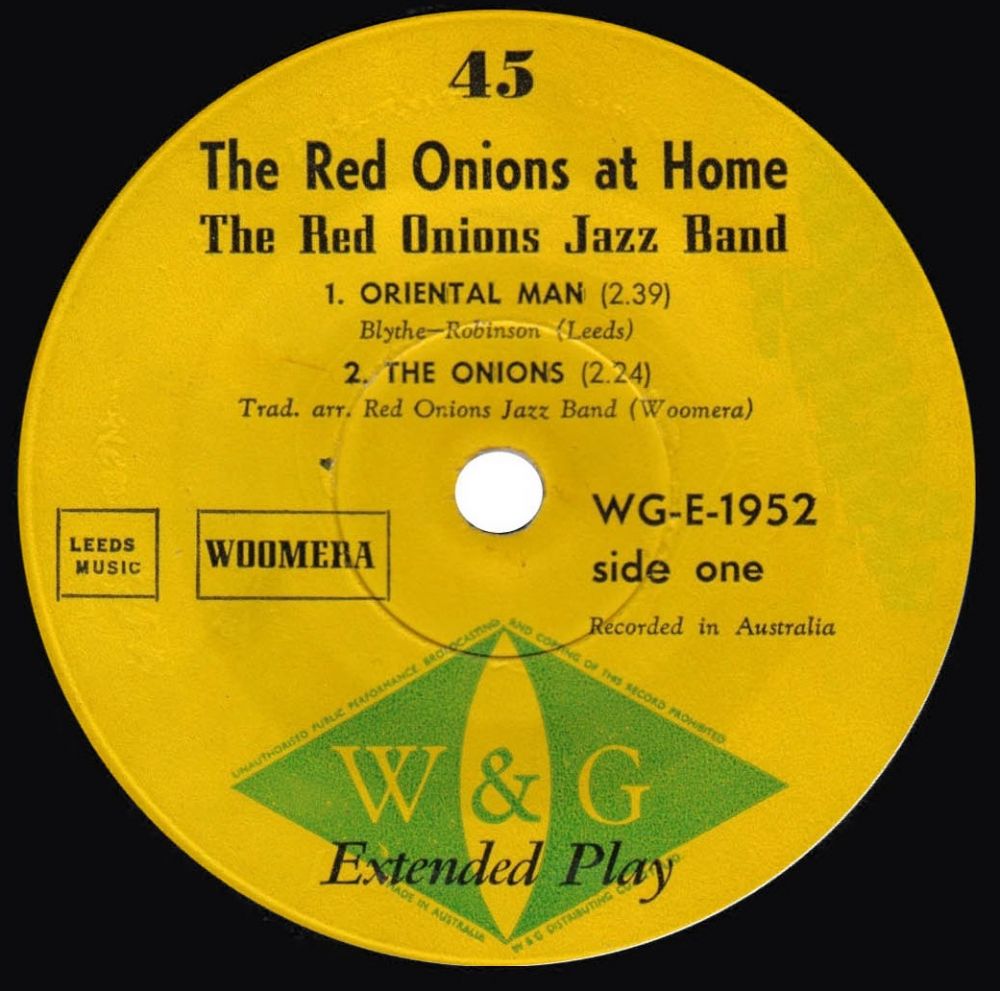 45
The Red Onions at Home
The Red Onions Jazz Band
1. ORIENTAL MAN (2.39)
Blythe—Robinson (Leeds)
2. THE ONIONS (2.24)
Trad. arr. Red Onions Jazz Band (Woomera)
LEEDS
MUSIC
WOOMERA
WG-E-1952
side one
Recorded in Australia
UNAUTHORISED PUBLIC PERFORMANCE BROADCASTING AND COPYING OF THIS RECORD PROHIBITED
W & G
Extended Play
MADE IN AUSTRALIA
W & G DISTRIBUTING